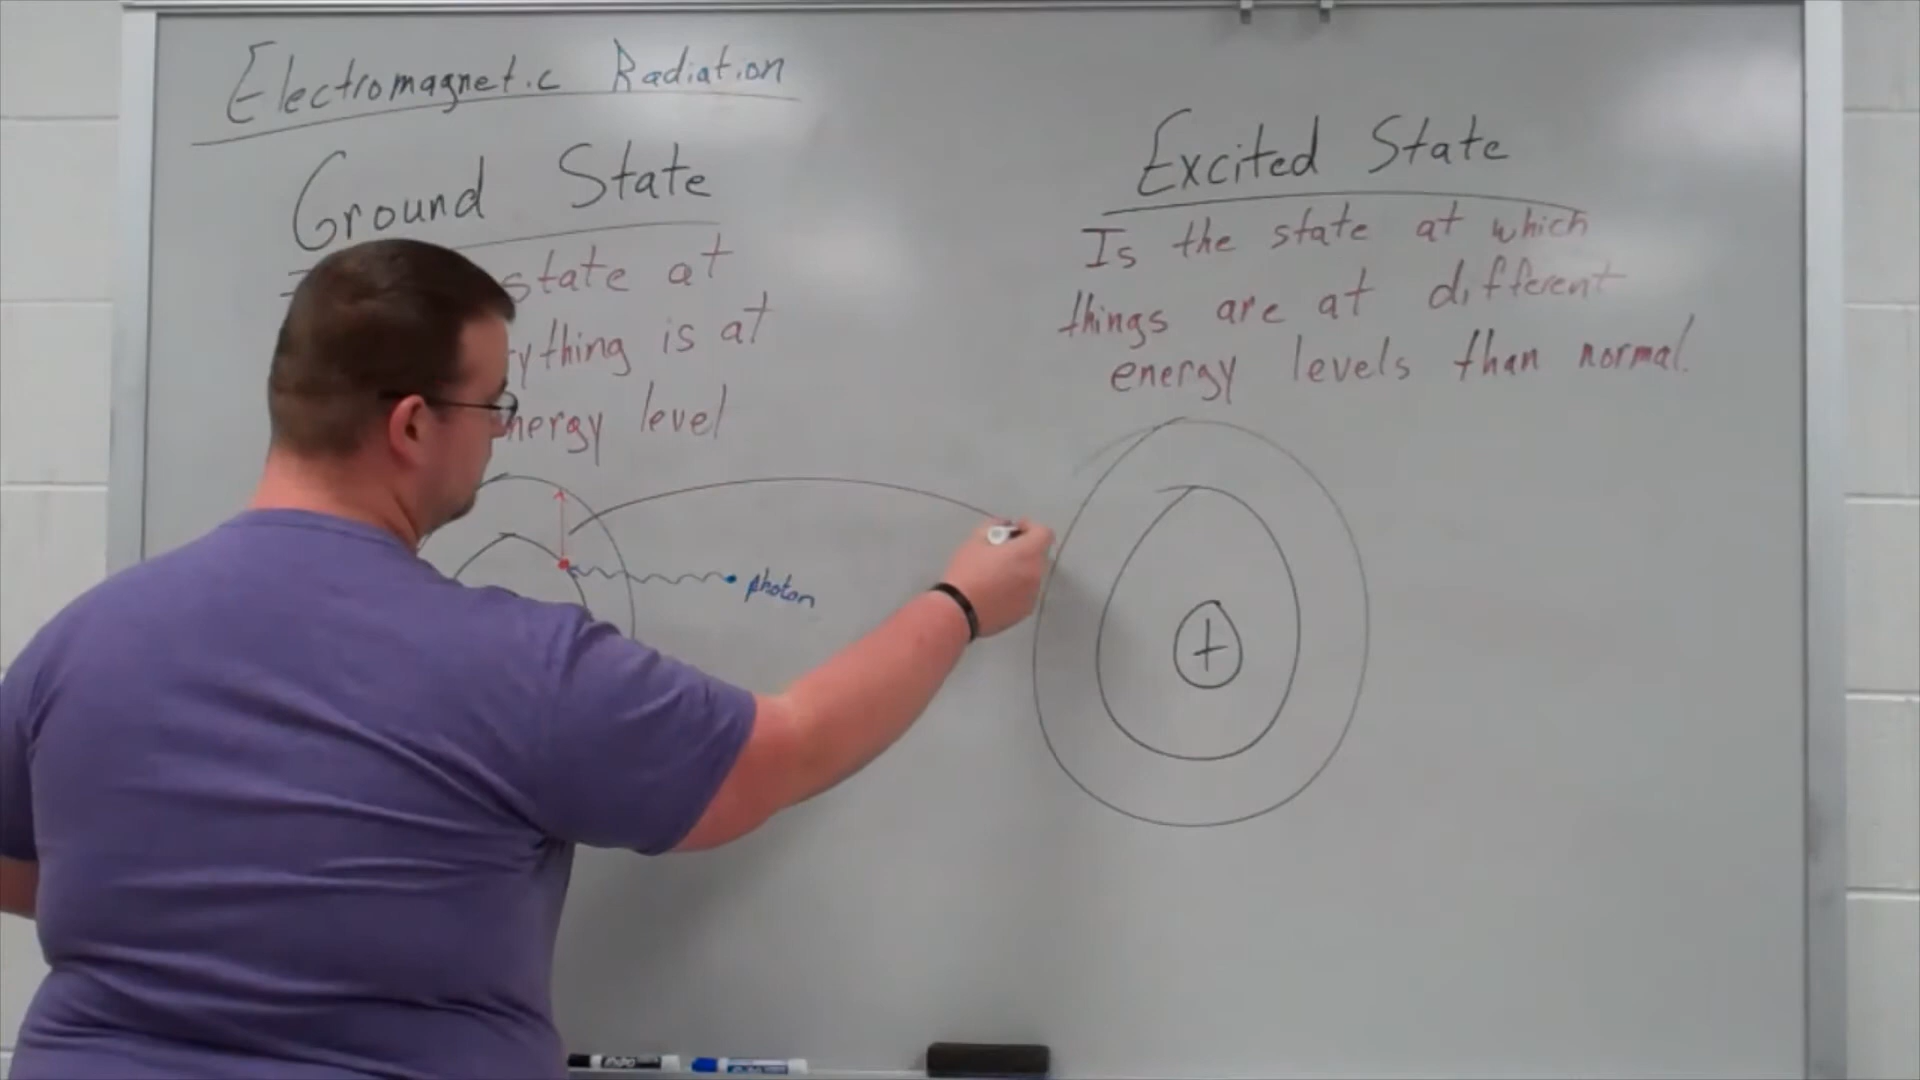 Electromagnetic Radiation
Ground State
state at
ything is at
nergy level
photon
Excited State
Is the state at which
things are at different
energy levels than normal.
+